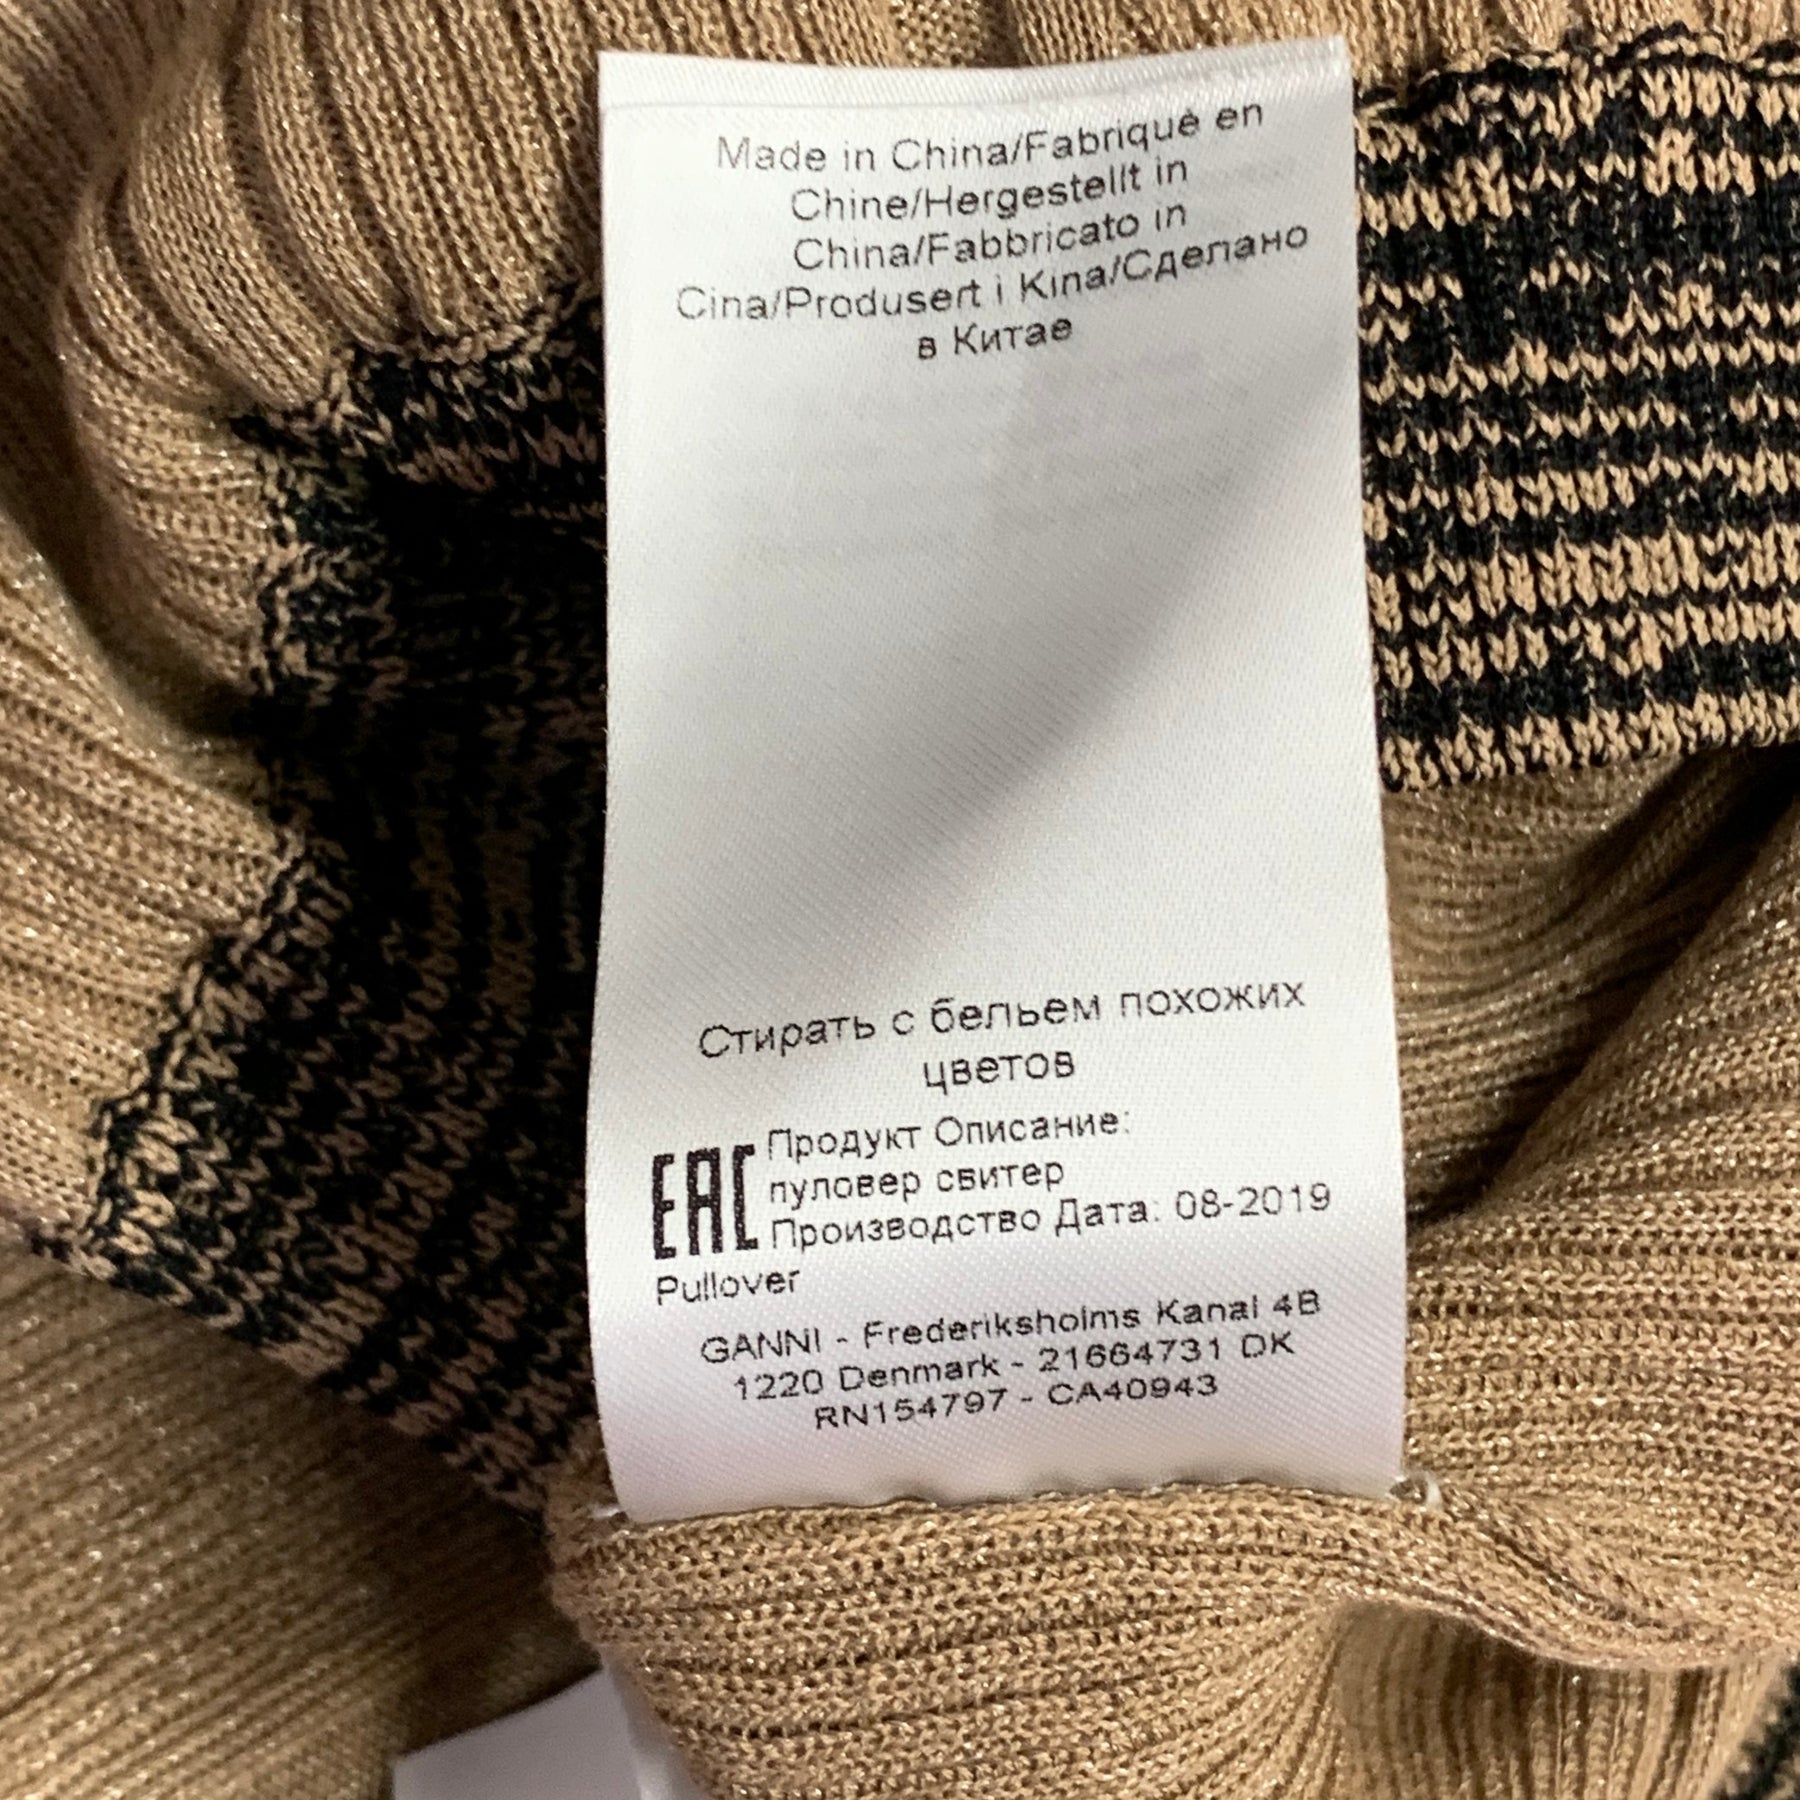 Made in China/Fabriqué en
Chine/Hergestellt in
China/Fabbricato in
Cina/Produsert i Kina/Сделано
в Китае
Стирать с бельем похожих
цветов
EAC Продукт Описание:
пуловер свитер
Производство Дата: 08-2019
Pullover
GANNI - Frederiksholms Kanal 4B
1220 Denmark - 21664731 DK
RN154797 - CA40943